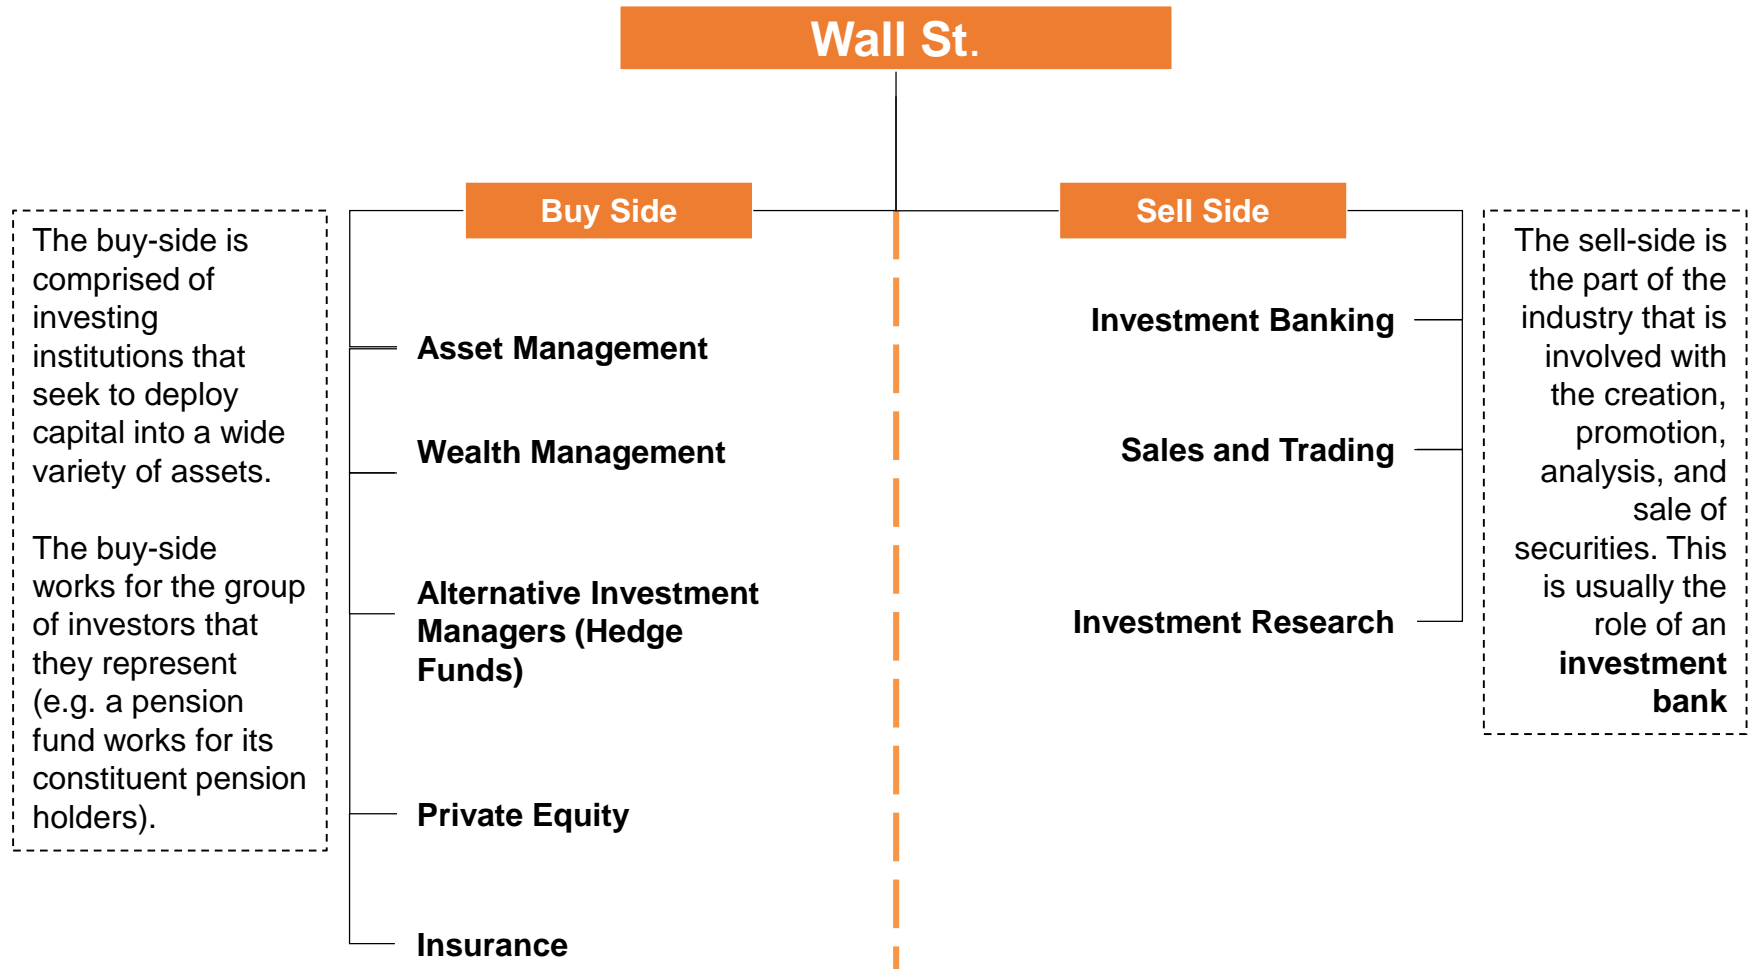 Wall St.
Buy Side
Sell Side
The buy-side is
comprised of
investing
institutions that
seek to deploy
capital into a wide
variety of assets.
The buy-side
works for the group
of investors that
they represent
(e.g. a pension
fund works for its
constituent pension
holders).
Asset Management
Wealth Management
Alternative Investment
Managers (Hedge
Funds)
Private Equity
Insurance
Investment Banking
Sales and Trading
Investment Research
The sell-side is
the part of the
industry that is
involved with
the creation,
promotion,
analysis, and
sale of
securities. This
is usually the
role of an
investment
bank